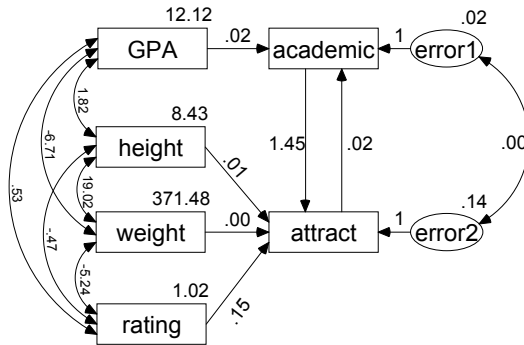 12.12
.02
GPA
.02
academic
1
error1
1.82
8.43
-6.71
height
1.45
.02
.00
.01
.53
19.02
371.48
.14
-.47
weight
.00
attract
1
error2
-5.24
1.02
.15
rating